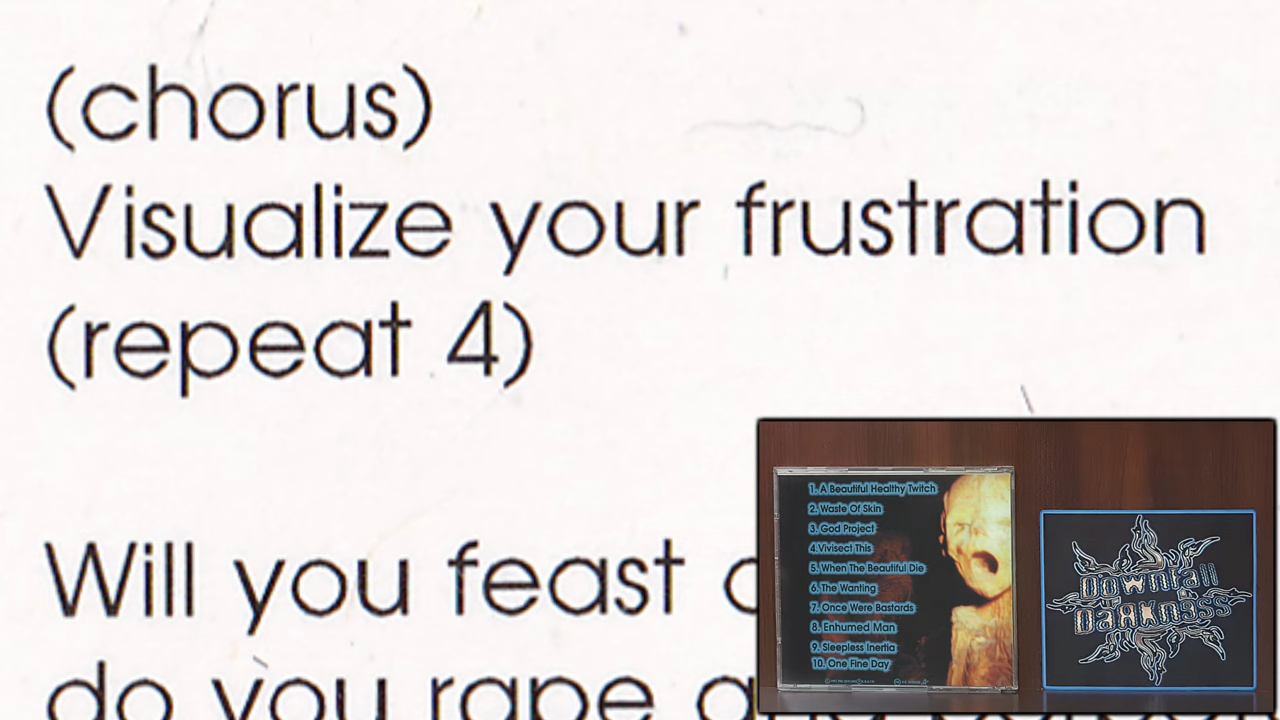 (chorus)
Visualize your frustration
(repeat 4)
Will you feast
do you rape
1. A Beautiful Healthy Twitch
2. Waste Of Skin
3. God Project
4.Vivisect This
5. When The Beautiful Die
6. The Wanting
7. Once Were Bastards
8. Enhumed Man
9. Sleepless Inertia
10. One Fine Day
Downfall
Darkness